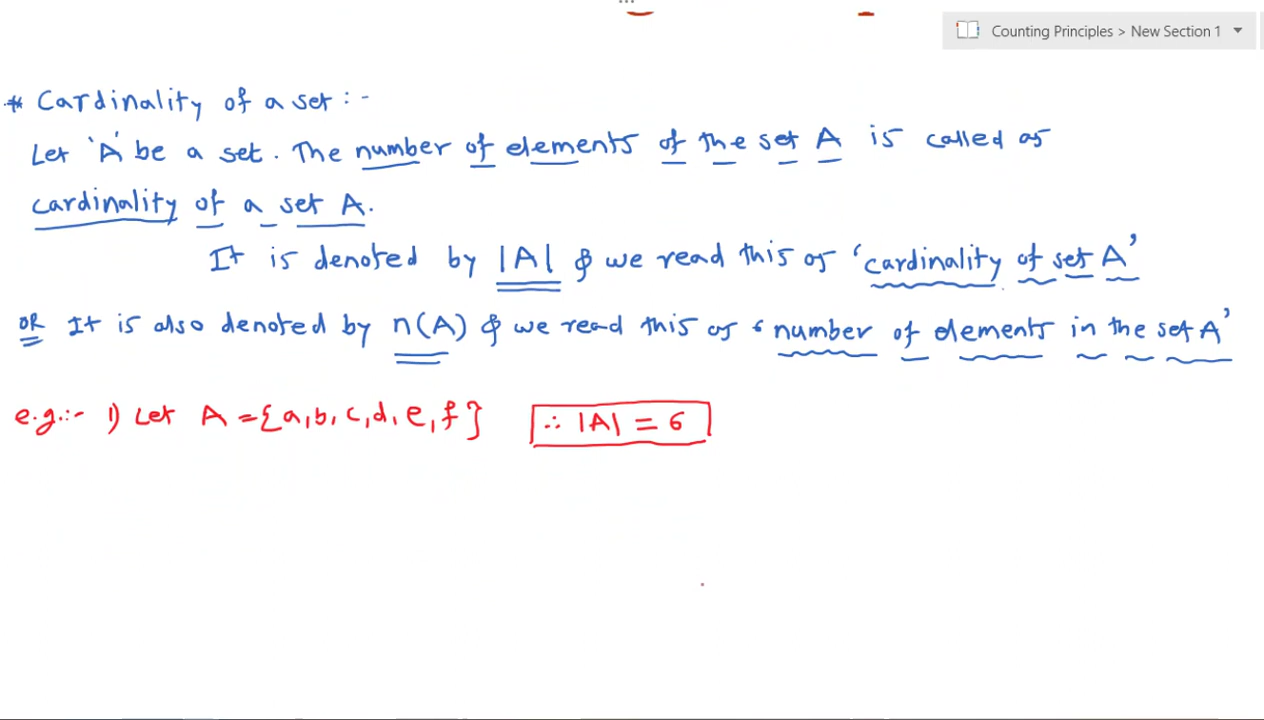 Counting Principles > New Section 1
* Cardinality of a set :-
Let 'A' be a set. The number of elements of the set A is called as
cardinality of a set A.
It is denoted by |A| & we read this as 'cardinality of set A'
OR It is also denoted by n(A) & we read this as 'number of elements in the set A'
e.g.:- 1) Let A = {a, b, c, d, e, f} ∴ |A| = 6